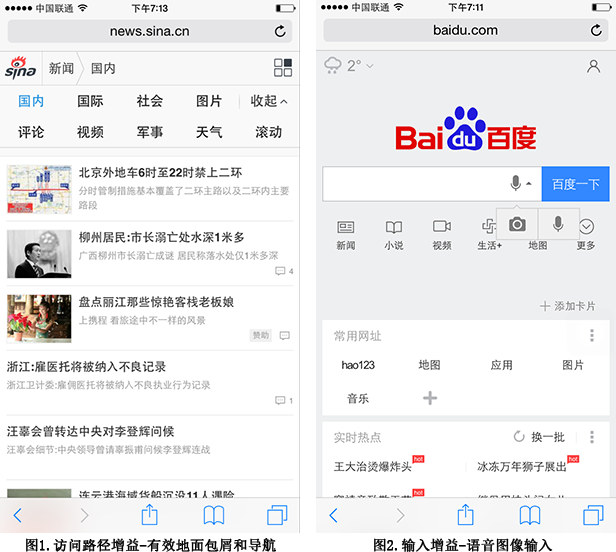 中国联通 下午7:13
news.sina.cn
sina 新闻 国内
国内 国际 社会 图片 收起
评论 视频 军事 天气 滚动
北京外地车6时至22时禁上二环
分时管制措施基本覆盖了二环主路以及二环内主要
路段
柳州居民:市长溺亡处水深1米多
广西柳州市长溺亡成谜 居民称落水处仅1米多深
4
盘点丽江那些惊艳客栈老板娘
上携程 看旅途中不一样的风景
赞助
浙江:雇医托将被纳入不良记录
浙江卫计委:雇佣医托将被纳入不良执业行为记录
1
汪辜会曾转达中央对李登辉问候
汪辜会细节:中央领导曾请辜振甫问候李登辉连战
连云港海域货船沉没11人遇险
图1.访问路径增益-有效地面包屑和导航
中国联通 下午7:11
baidu.com
2°
Bai du 百度
百度一下
新闻 小说 视频 生活+ 地图 更多
添加卡片
常用网址
hao123 地图 应用 图片
音乐
实时热点 换一批
王大治烫爆炸头 hot 冰冻万年狮子展出 hot
图2.输入增益-语音图像输入